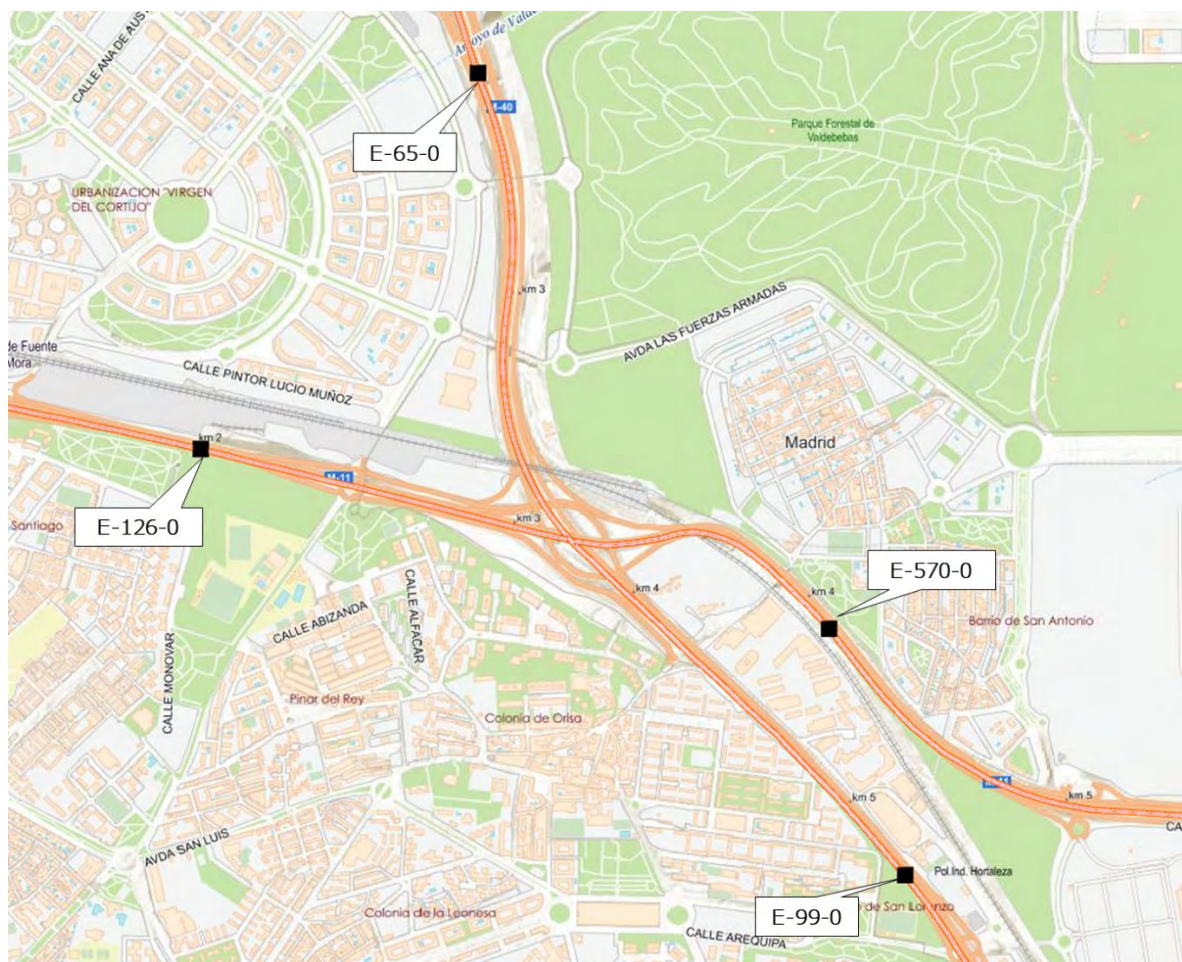 CALLE ANA DE AUS
Arroyo de Valde
M-40
E-65-0
Parque Forestal de
Valdebebas
URBANIZACION "VIRGEN
DEL CORTIJO"
km 3
AVDA LAS FUERZAS ARMADAS
de Fuente
Mora
CALLE PINTOR LUCIO MUÑOZ
km 2
Madrid
M-11
E-126-0
Santiago
km 3
E-570-0
km 4
km 4
CALLE ABIZANDA
CALLE ALFACAR
Barrio de San Antonio
CALLE MONOVAR
Pinar del Rey
Colonia de Orisa
M-11
km 5
km 5
CA
AVDA SAN LUIS
Pol.Ind. Hortaleza
E-99-0
o de San Lorenzo
Colonia de la Leonesa
CALLE AREQUIPA